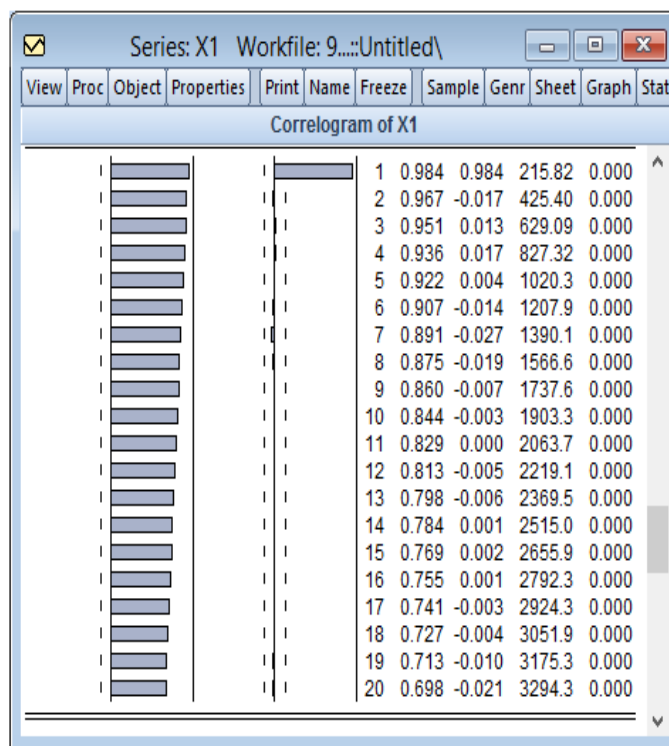 Series: X1 Workfile: 9...::Untitled\
View Proc Object Properties Print Name Freeze Sample Genr Sheet Graph Stat
Correlogram of X1
1 0.984 0.984 215.82 0.000
2 0.967 -0.017 425.40 0.000
3 0.951 0.013 629.09 0.000
4 0.936 0.017 827.32 0.000
5 0.922 0.004 1020.3 0.000
6 0.907 -0.014 1207.9 0.000
7 0.891 -0.027 1390.1 0.000
8 0.875 -0.019 1566.6 0.000
9 0.860 -0.007 1737.6 0.000
10 0.844 -0.003 1903.3 0.000
11 0.829 0.000 2063.7 0.000
12 0.813 -0.005 2219.1 0.000
13 0.798 -0.006 2369.5 0.000
14 0.784 0.001 2515.0 0.000
15 0.769 0.002 2655.9 0.000
16 0.755 0.001 2792.3 0.000
17 0.741 -0.003 2924.3 0.000
18 0.727 -0.004 3051.9 0.000
19 0.713 -0.010 3175.3 0.000
20 0.698 -0.021 3294.3 0.000